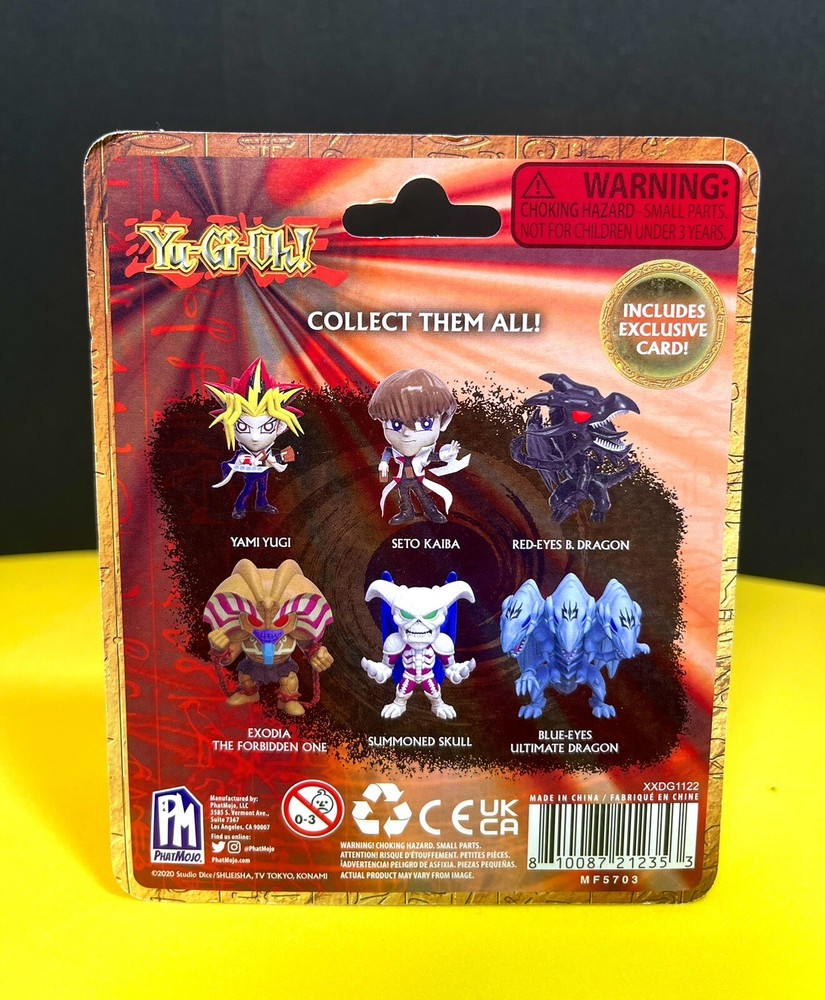 WARNING:
CHOKING HAZARD - SMALL PARTS.
NOT FOR CHILDREN UNDER 3 YEARS.
Yu-Gi-Oh!
INCLUDES
EXCLUSIVE
CARD!
COLLECT THEM ALL!
YAMI YUGI
SETO KAIBA
RED-EYES B. DRAGON
EXODIA
THE FORBIDDEN ONE
SUMMONED SKULL
BLUE-EYES
ULTIMATE DRAGON
XXDG1122
MADE IN CHINA / FABRIQUÉ EN CHINE
PM
PHATMOJO.
Manufactured by:
PhatMojo, LLC
3585 S. Vermont Ave.,
Suite 7367
Los Angeles, CA 90007
Find us online:
@PhatMojo
PhatMojo.com
0-3
CE
UK
CA
WARNING! CHOKING HAZARD. SMALL PARTS.
ATTENTION! RISQUE D'ÉTOUFFEMENT. PETITES PIÈCES.
¡ADVERTENCIA! PELIGRO DE ASFIXIA. PIEZAS PEQUEÑAS.
ACTUAL PRODUCT MAY VARY FROM IMAGE.
8 10087 21235 3
MF5703
©2020 Studio Dice/SHUEISHA, TV TOKYO, KONAMI